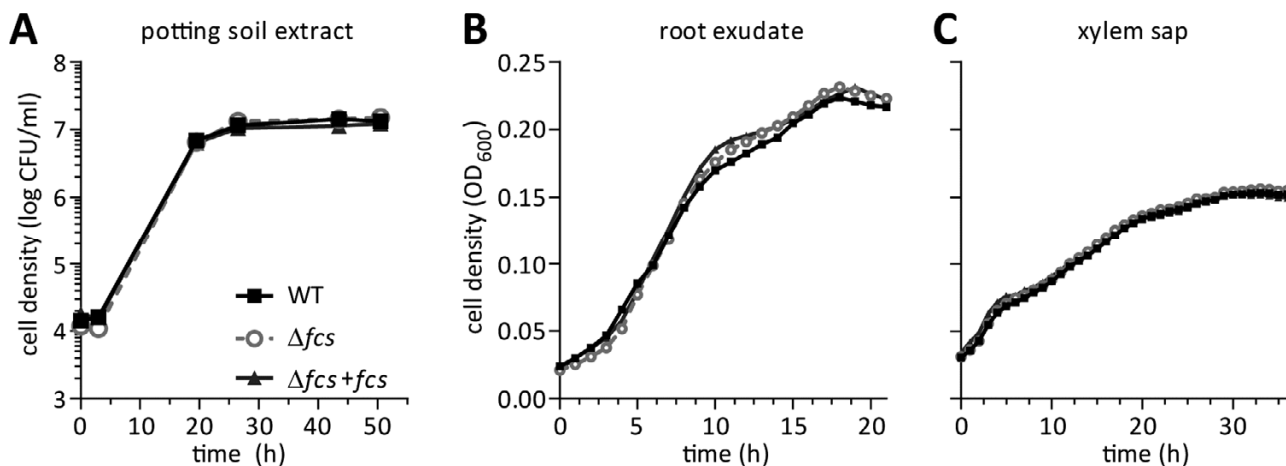 A potting soil extract
cell density (log CFU/ml)
8
7
6
5
4
3
WT
Δfcs
Δfcs+fcs
0 10 20 30 40 50
time (h)
B root exudate
cell density (OD600)
0.25
0.20
0.15
0.10
0.05
0.00
0 5 10 15 20
time (h)
C xylem sap
0 10 20 30
time (h)